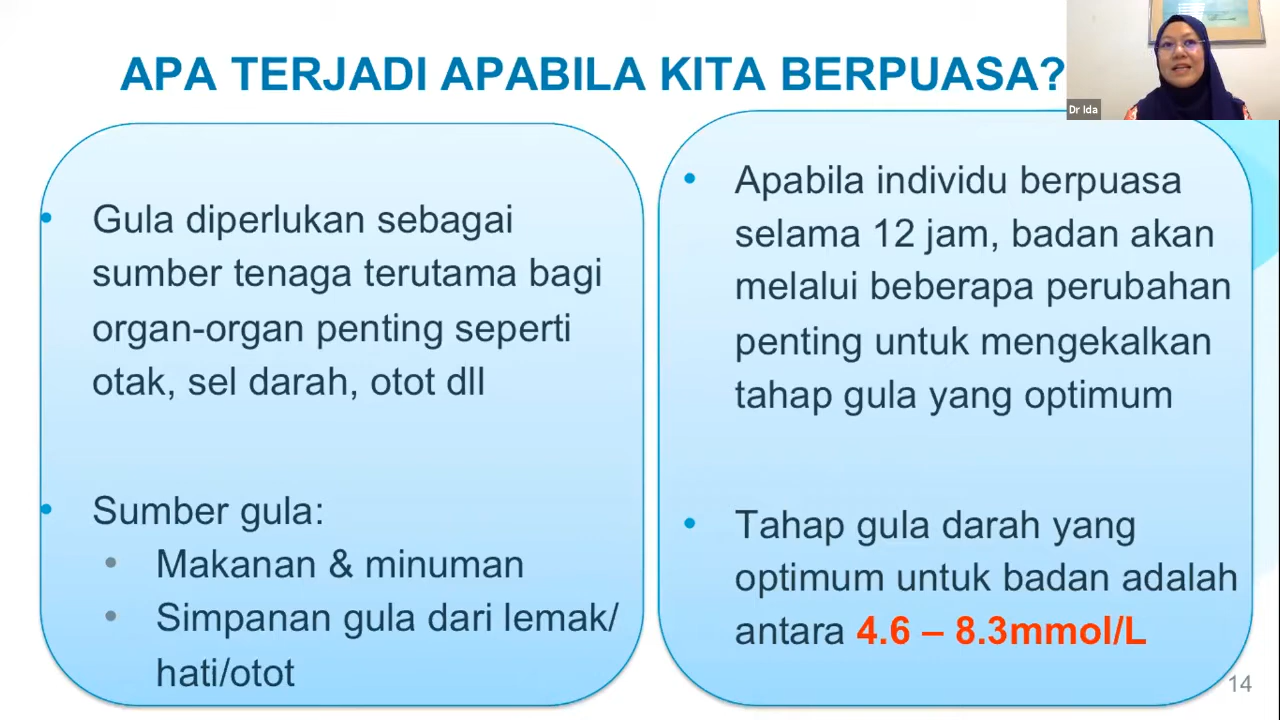 APA TERJADI APABILA KITA BERPUASA?
Dr Ida
• Gula diperlukan sebagai
sumber tenaga terutama bagi
organ-organ penting seperti
otak, sel darah, otot dll
• Sumber gula:
• Makanan & minuman
• Simpanan gula dari lemak/
hati/otot
• Apabila individu berpuasa
selama 12 jam, badan akan
melalui beberapa perubahan
penting untuk mengekalkan
tahap gula yang optimum
• Tahap gula darah yang
optimum untuk badan adalah
antara 4.6 – 8.3mmol/L
14